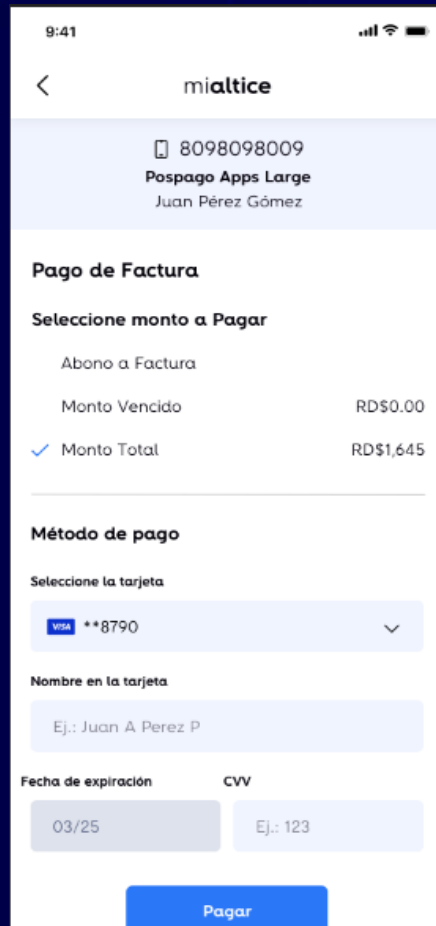 9:41
mialtice
8098098009
Pospago Apps Large
Juan Pérez Gómez
Pago de Factura
Seleccione monto a Pagar
Abono a Factura
Monto Vencido RD$0.00
Monto Total RD$1,645
Método de pago
Seleccione la tarjeta
VISA **8790
Nombre en la tarjeta
Ej.: Juan A Perez P
Fecha de expiración CVV
03/25 Ej.: 123
Pagar